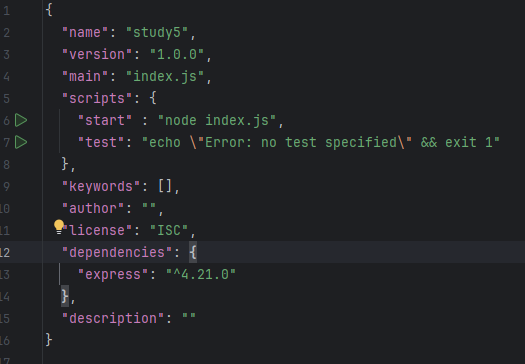 1 {
2 "name": "study5",
3 "version": "1.0.0",
4 "main": "index.js",
5 "scripts": {
6 "start" : "node index.js",
7 "test": "echo \"Error: no test specified\" && exit 1"
8 },
9 "keywords": [],
10 "author": "",
11 "license": "ISC",
12 "dependencies": {
13 "express": "^4.21.0"
14 },
15 "description": ""
16 }
17